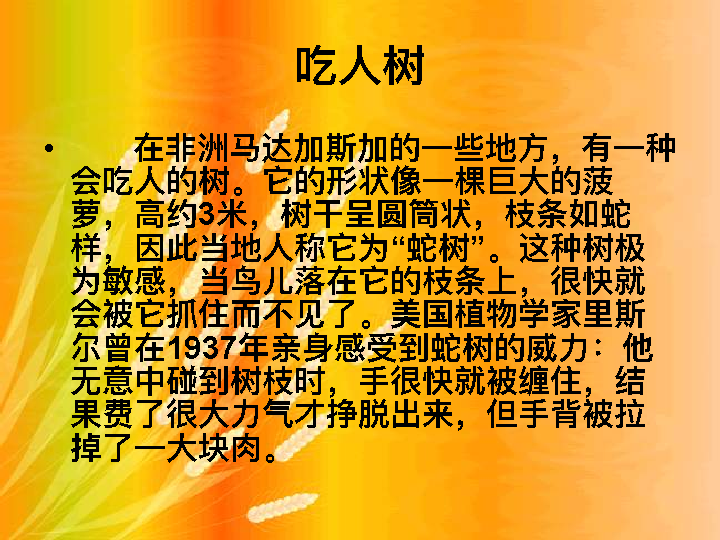 吃人树
• 在非洲马达加斯加的一些地方，有一种
会吃人的树。它的形状像一棵巨大的菠
萝，高约3米，树干呈圆筒状，枝条如蛇
样，因此当地人称它为“蛇树”。这种树极
为敏感，当鸟儿落在它的枝条上，很快就
会被它抓住而不见了。美国植物学家里斯
尔曾在1937年亲身感受到蛇树的威力：他
无意中碰到树枝时，手很快就被缠住，结
果费了很大力气才挣脱出来，但手背被拉
掉了一大块肉。